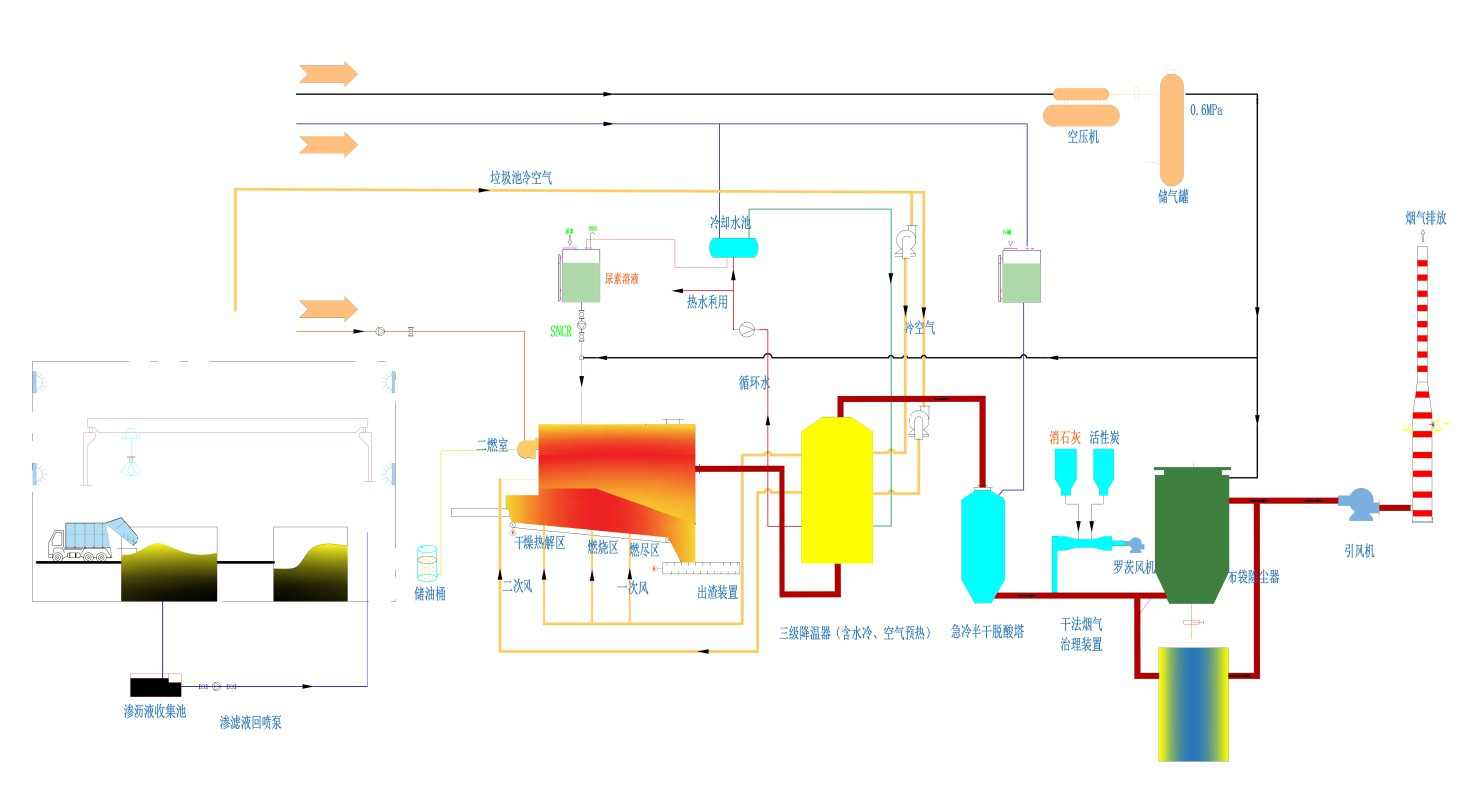 0.6MPa
空压机
垃圾池冷空气
储气罐
烟气排放
冷却水池
尿素溶液
热水利用
SNCR
冷空气
循环水
二燃室
消石灰
活性炭
干燥热解区
燃烧区
燃尽区
引风机
罗茨风机
布袋除尘器
储油桶
二次风
一次风
出渣装置
三级降温器（含水冷、空气预热）
急冷半干脱酸塔
干法烟气
治理装置
渗沥液收集池
渗滤液回喷泵